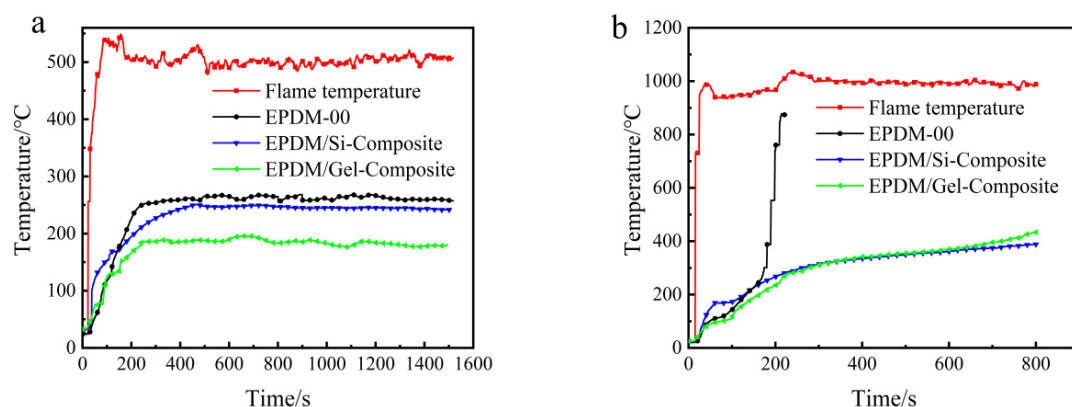 a
Temperature/°C
500
400
300
200
100
0
Flame temperature
EPDM-00
EPDM/Si-Composite
EPDM/Gel-Composite
0 200 400 600 800 1000 1200 1400 1600
Time/s
b
Temperature/°C
1200
1000
800
600
400
200
0
Flame temperature
EPDM-00
EPDM/Si-Composite
EPDM/Gel-Composite
0 200 400 600 800
Time/s